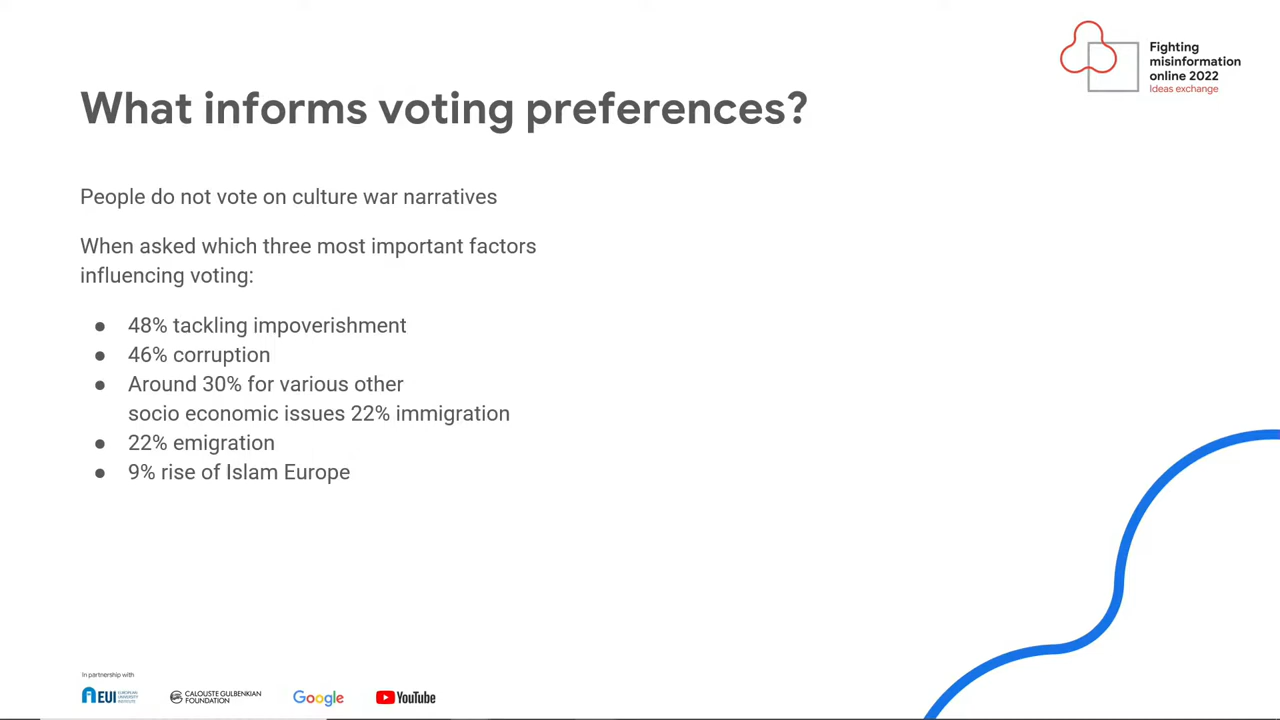 Fighting
misinformation
online 2022
Ideas exchange
What informs voting preferences?
People do not vote on culture war narratives
When asked which three most important factors
influencing voting:
● 48% tackling impoverishment
● 46% corruption
● Around 30% for various other
socio economic issues 22% immigration
● 22% emigration
● 9% rise of Islam Europe
In partnership with
EUI EUROPEAN UNIVERSITY INSTITUTE
CALOUSTE GULBENKIAN
FOUNDATION
Google
YouTube